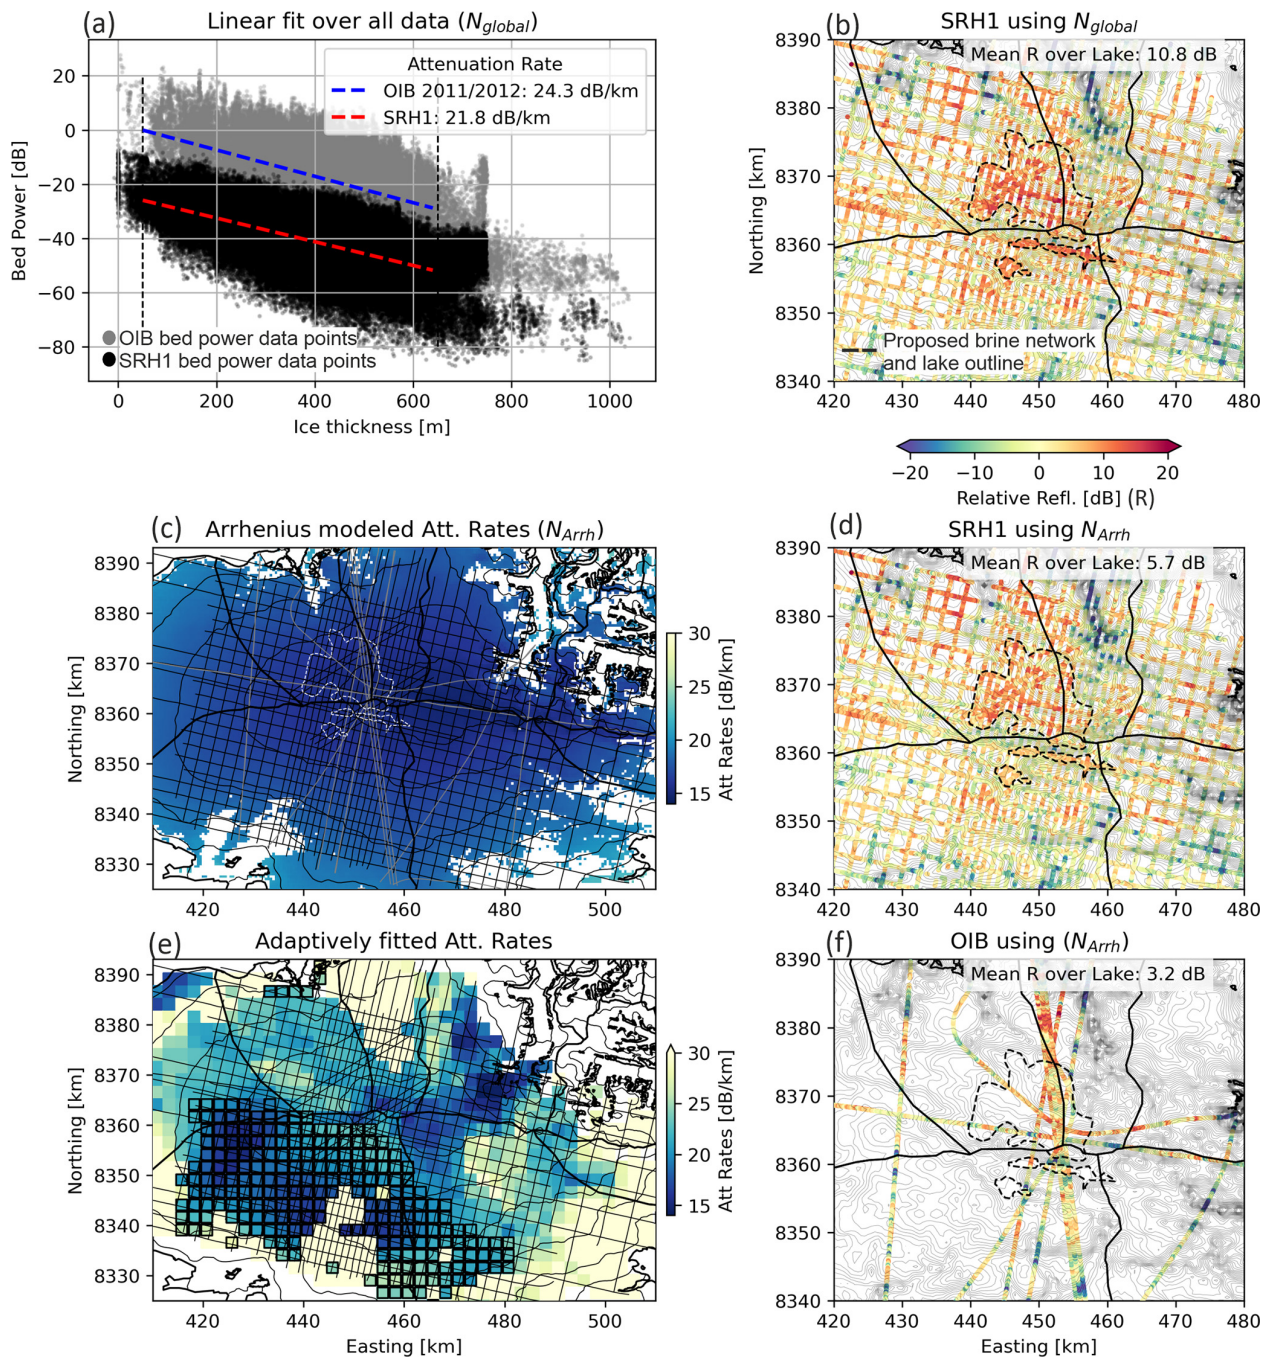 (a) Linear fit over all data (Nglobal)
Attenuation Rate
OIB 2011/2012: 24.3 dB/km
SRH1: 21.8 dB/km
Bed Power [dB]
20
0
−20
−40
−60
−80
OIB bed power data points
SRH1 bed power data points
0 200 400 600 800 1000
Ice thickness [m]
(b) SRH1 using Nglobal
Mean R over Lake: 10.8 dB
Northing [km]
8390
8380
8370
8360
8350
8340
Proposed brine network
and lake outline
420 430 440 450 460 470 480
−20 −10 0 10 20
Relative Refl. [dB] (R)
(c) Arrhenius modeled Att. Rates (NArrh)
Northing [km]
8390
8380
8370
8360
8350
8340
8330
420 440 460 480 500
30
25
20
15
Att Rates [dB/km]
(d) SRH1 using NArrh
Mean R over Lake: 5.7 dB
8390
8380
8370
8360
8350
8340
420 430 440 450 460 470 480
(e) Adaptively fitted Att. Rates
Northing [km]
8390
8380
8370
8360
8350
8340
8330
420 440 460 480 500
Easting [km]
30
25
20
15
Att Rates [dB/km]
(f) OIB using (NArrh)
Mean R over Lake: 3.2 dB
8390
8380
8370
8360
8350
8340
420 430 440 450 460 470 480
Easting [km]